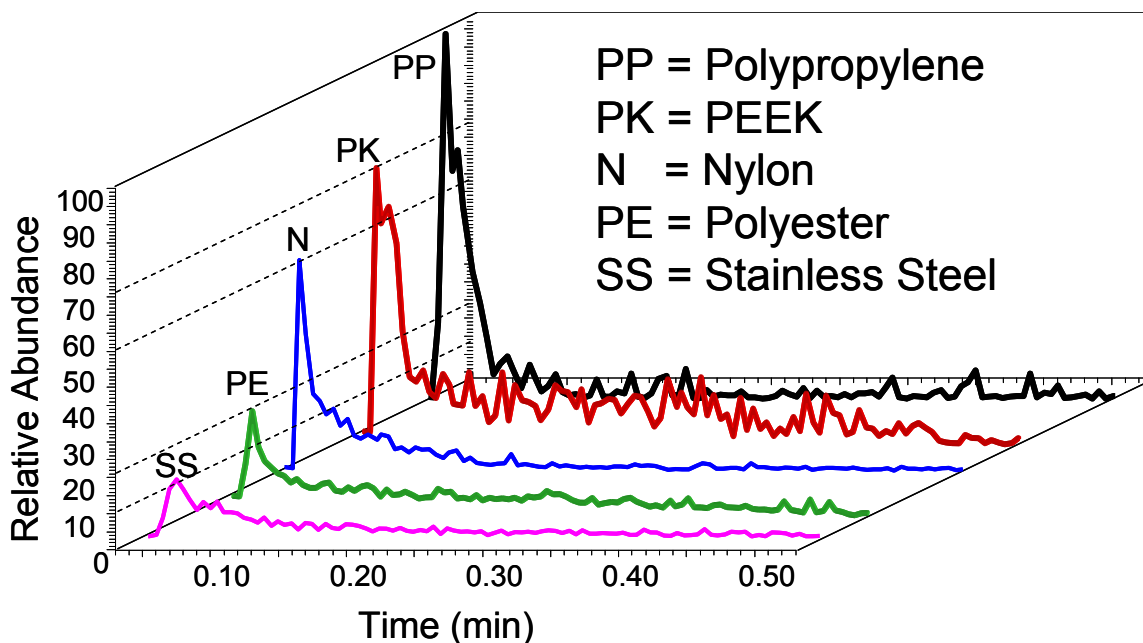 PP
PP = Polypropylene
PK = PEEK
N = Nylon
PE = Polyester
SS = Stainless Steel
PK
N
PE
SS
Relative Abundance
100
90
80
70
60
50
40
30
20
10
0
0.10
0.20
0.30
0.40
0.50
Time (min)